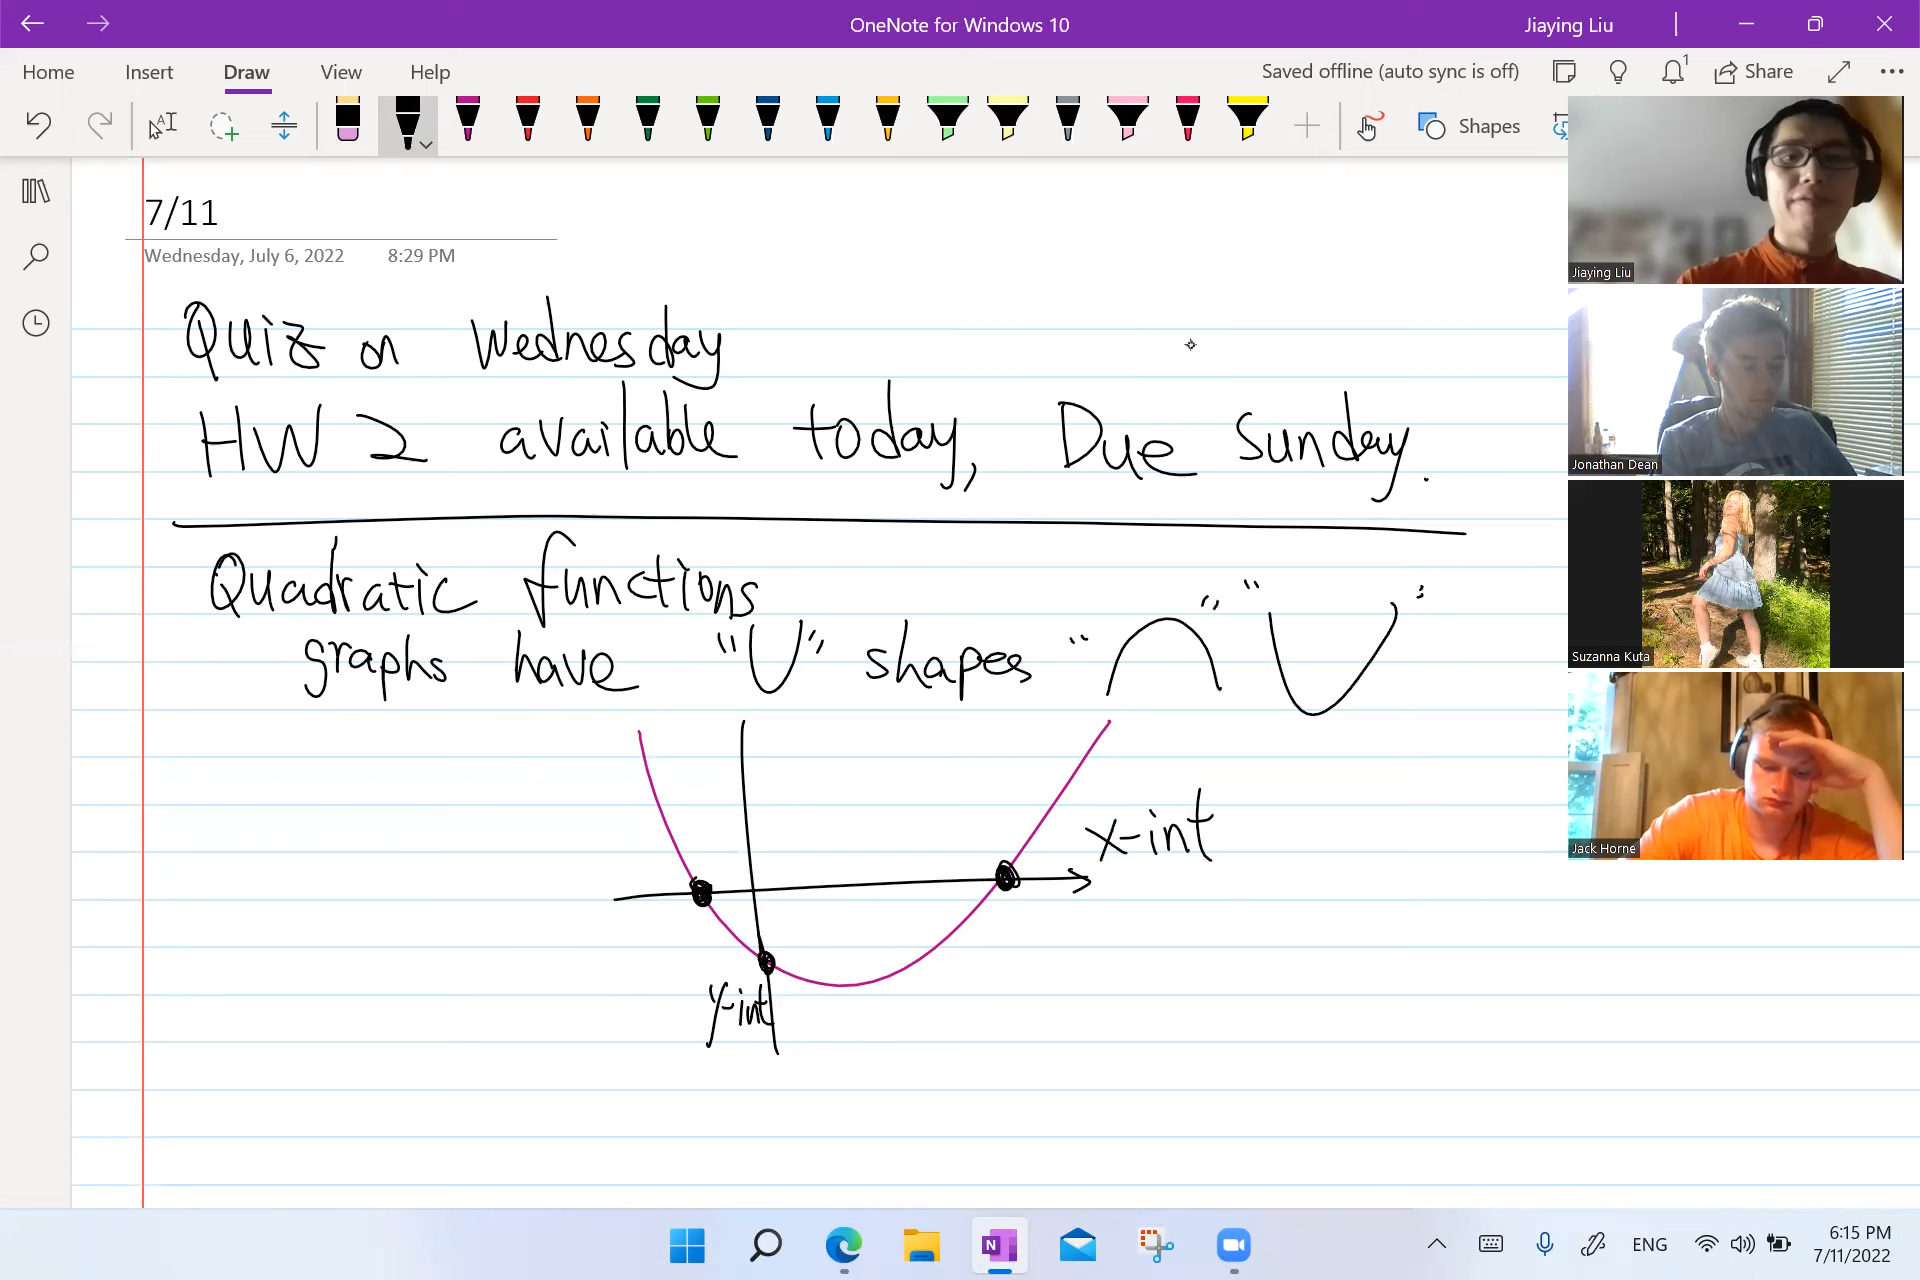 OneNote for Windows 10
Jiaying Liu
Home Insert Draw View Help
Saved offline (auto sync is off)
1
Share
Shapes
7/11
Wednesday, July 6, 2022 8:29 PM
Quiz on Wednesday
HW 2 available today, Due Sunday.
Quadratic functions
graphs have "U" shapes
x-int
y-int
Jiaying Liu
Jonathan Dean
Suzanna Kuta
Jack Horne
N
ENG
6:15 PM
7/11/2022